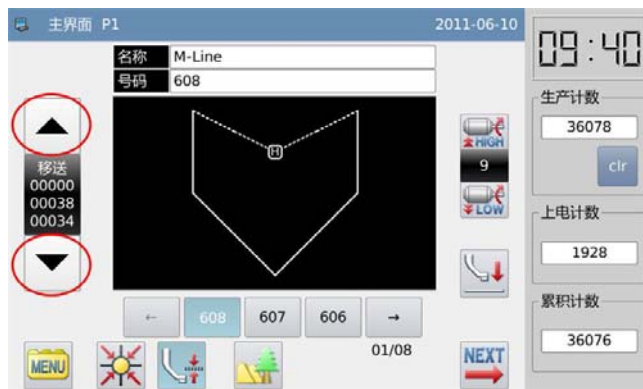 主界面 P1
2011-06-10
09:40
名称
M-Line
号码
608
生产计数
36078
clr
移送
00000
00038
00034
H
HIGH
9
LOW
上电计数
1928
←
608
607
606
→
01/08
累积计数
36076
MENU
NEXT